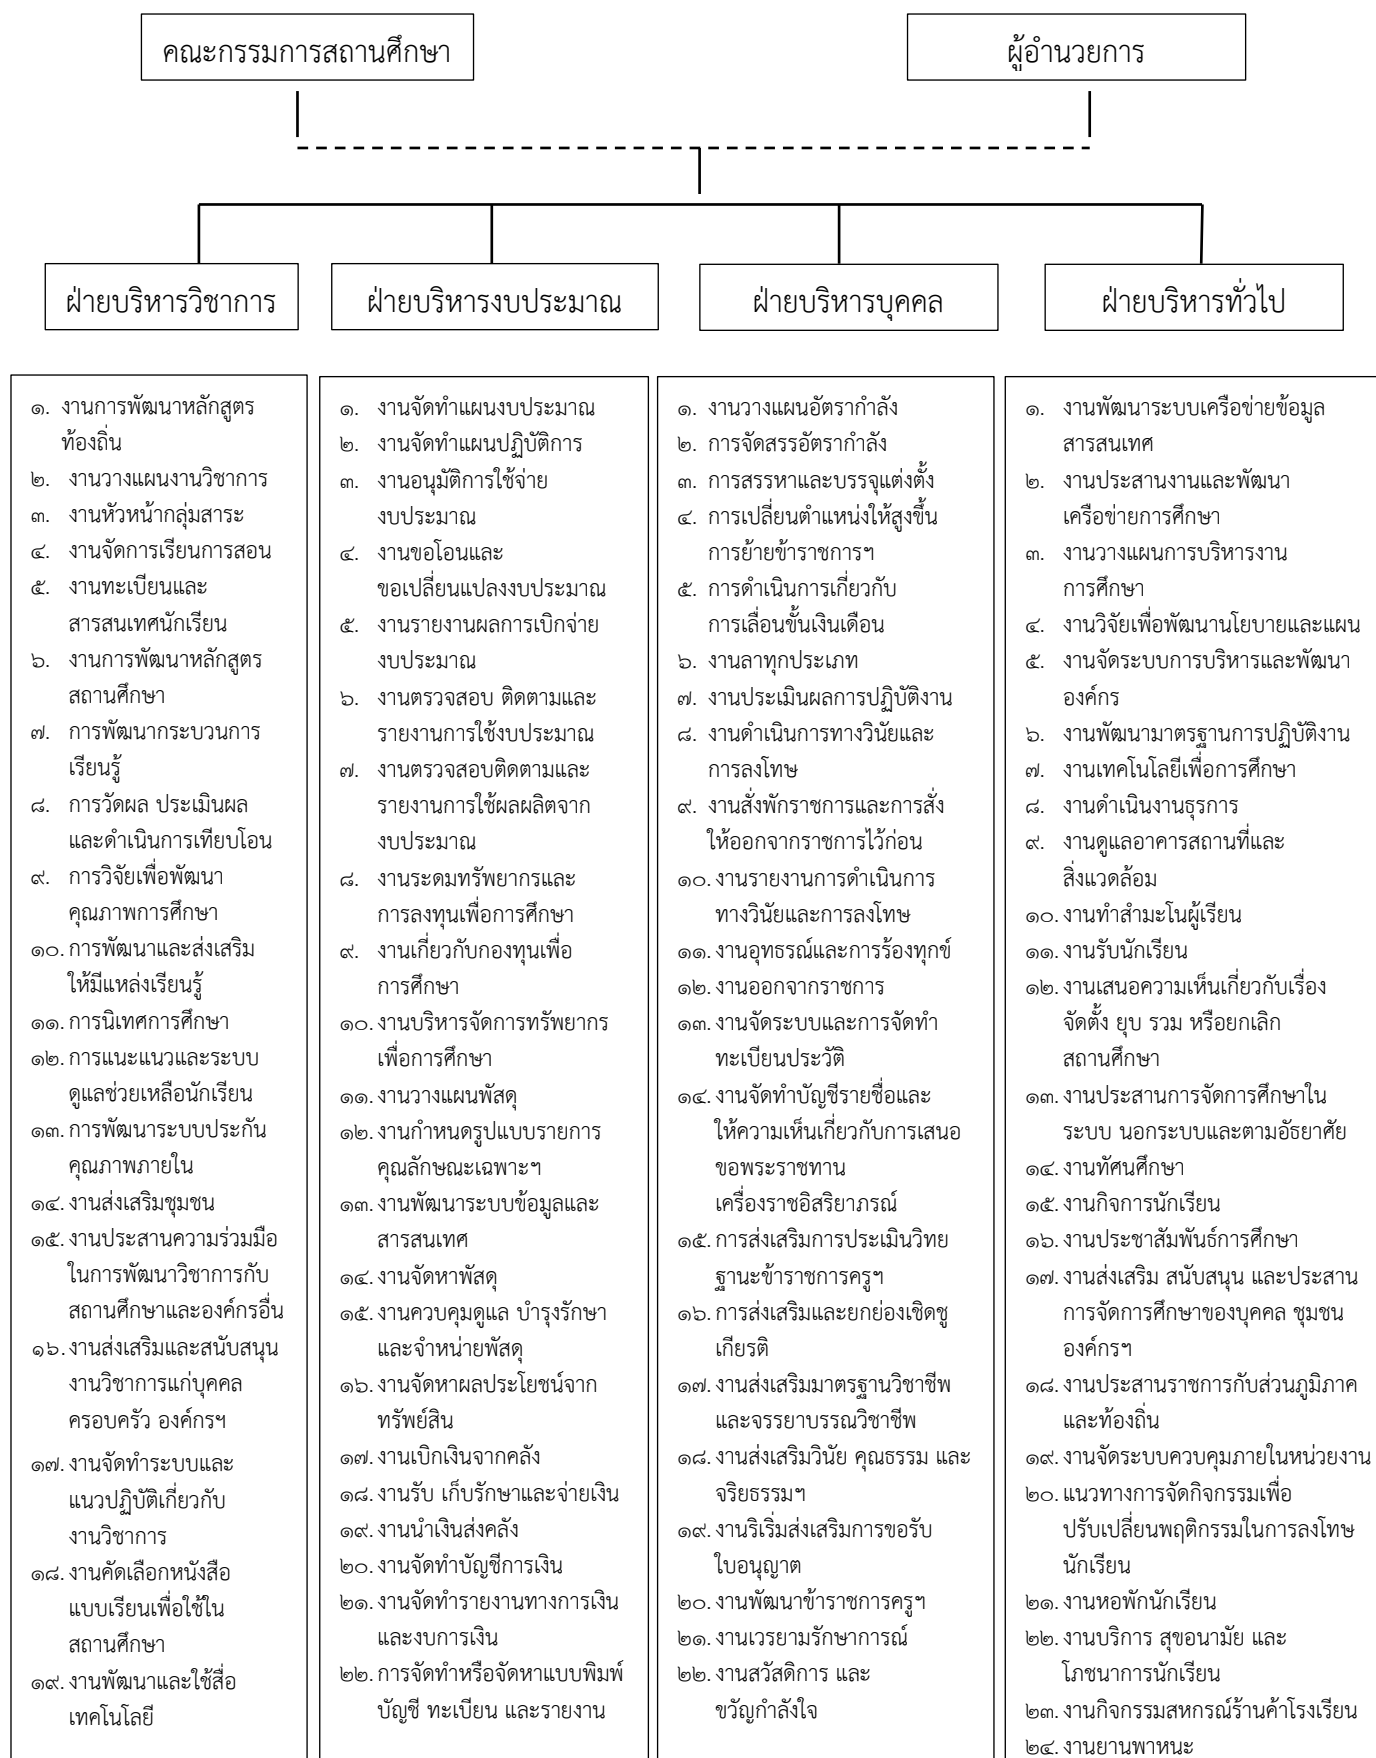 คณะกรรมการสถานศึกษา
ผู้อำนวยการ
ฝ่ายบริหารวิชาการ
ฝ่ายบริหารงบประมาณ
ฝ่ายบริหารบุคคล
ฝ่ายบริหารทั่วไป
๑. งานการพัฒนาหลักสูตร
ท้องถิ่น
๒. งานวางแผนงานวิชาการ
๓. งานหัวหน้ากลุ่มสาระ
๔. งานจัดการเรียนการสอน
๕. งานทะเบียนและ
สารสนเทศนักเรียน
๖. งานการพัฒนาหลักสูตร
สถานศึกษา
๗. การพัฒนากระบวนการ
เรียนรู้
๘. การวัดผล ประเมินผล
และดำเนินการเทียบโอน
๙. การวิจัยเพื่อพัฒนา
คุณภาพการศึกษา
๑๐. การพัฒนาและส่งเสริม
ให้มีแหล่งเรียนรู้
๑๑. การนิเทศการศึกษา
๑๒. การแนะแนวและระบบ
ดูแลช่วยเหลือนักเรียน
๑๓. การพัฒนาระบบประกัน
คุณภาพภายใน
๑๔. งานส่งเสริมชุมชน
๑๕. งานประสานความร่วมมือ
ในการพัฒนาวิชาการกับ
สถานศึกษาและองค์กรอื่น
๑๖. งานส่งเสริมและสนับสนุน
งานวิชาการแก่บุคคล
ครอบครัว องค์กรฯ
๑๗. งานจัดทำระบบและ
แนวปฏิบัติเกี่ยวกับ
งานวิชาการ
๑๘. งานคัดเลือกหนังสือ
แบบเรียนเพื่อใช้ใน
สถานศึกษา
๑๙. งานพัฒนาและใช้สื่อ
เทคโนโลยี
๑. งานจัดทำแผนงบประมาณ
๒. งานจัดทำแผนปฏิบัติการ
๓. งานอนุมัติการใช้จ่าย
งบประมาณ
๔. งานขอโอนและ
ขอเปลี่ยนแปลงงบประมาณ
๕. งานรายงานผลการเบิกจ่าย
งบประมาณ
๖. งานตรวจสอบ ติดตามและ
รายงานการใช้งบประมาณ
๗. งานตรวจสอบติดตามและ
รายงานการใช้ผลผลิตจาก
งบประมาณ
๘. งานระดมทรัพยากรและ
การลงทุนเพื่อการศึกษา
๙. งานเกี่ยวกับกองทุนเพื่อ
การศึกษา
๑๐. งานบริหารจัดการทรัพยากร
เพื่อการศึกษา
๑๑. งานวางแผนพัสดุ
๑๒. งานกำหนดรูปแบบรายการ
คุณลักษณะเฉพาะฯ
๑๓. งานพัฒนาระบบข้อมูลและ
สารสนเทศ
๑๔. งานจัดหาพัสดุ
๑๕. งานควบคุมดูแล บำรุงรักษา
และจำหน่ายพัสดุ
๑๖. งานจัดหาผลประโยชน์จาก
ทรัพย์สิน
๑๗. งานเบิกเงินจากคลัง
๑๘. งานรับ เก็บรักษาและจ่ายเงิน
๑๙. งานนำเงินส่งคลัง
๒๐. งานจัดทำบัญชีการเงิน
๒๑. งานจัดทำรายงานทางการเงิน
และงบการเงิน
๒๒. การจัดทำหรือจัดหาแบบพิมพ์
บัญชี ทะเบียน และรายงาน
๑. งานวางแผนอัตรากำลัง
๒. การจัดสรรอัตรากำลัง
๓. การสรรหาและบรรจุแต่งตั้ง
๔. การเปลี่ยนตำแหน่งให้สูงขึ้น
การย้ายข้าราชการฯ
๕. การดำเนินการเกี่ยวกับ
การเลื่อนขั้นเงินเดือน
๖. งานลาทุกประเภท
๗. งานประเมินผลการปฏิบัติงาน
๘. งานดำเนินการทางวินัยและ
การลงโทษ
๙. งานสั่งพักราชการและการสั่ง
ให้ออกจากราชการไว้ก่อน
๑๐. งานรายงานการดำเนินการ
ทางวินัยและการลงโทษ
๑๑. งานอุทธรณ์และการร้องทุกข์
๑๒. งานออกจากราชการ
๑๓. งานจัดระบบและการจัดทำ
ทะเบียนประวัติ
๑๔. งานจัดทำบัญชีรายชื่อและ
ให้ความเห็นเกี่ยวกับการเสนอ
ขอพระราชทาน
เครื่องราชอิสริยาภรณ์
๑๕. การส่งเสริมการประเมินวิทย
ฐานะข้าราชการครูฯ
๑๖. การส่งเสริมและยกย่องเชิดชู
เกียรติ
๑๗. งานส่งเสริมมาตรฐานวิชาชีพ
และจรรยาบรรณวิชาชีพ
๑๘. งานส่งเสริมวินัย คุณธรรม และ
จริยธรรมฯ
๑๙. งานริเริ่มส่งเสริมการขอรับ
ใบอนุญาต
๒๐. งานพัฒนาข้าราชการครูฯ
๒๑. งานเวรยามรักษาการณ์
๒๒. งานสวัสดิการ และ
ขวัญกำลังใจ
๑. งานพัฒนาระบบเครือข่ายข้อมูล
สารสนเทศ
๒. งานประสานงานและพัฒนา
เครือข่ายการศึกษา
๓. งานวางแผนการบริหารงาน
การศึกษา
๔. งานวิจัยเพื่อพัฒนานโยบายและแผน
๕. งานจัดระบบการบริหารและพัฒนา
องค์กร
๖. งานพัฒนามาตรฐานการปฏิบัติงาน
๗. งานเทคโนโลยีเพื่อการศึกษา
๘. งานดำเนินงานธุรการ
๙. งานดูแลอาคารสถานที่และ
สิ่งแวดล้อม
๑๐. งานทำสำมะโนผู้เรียน
๑๑. งานรับนักเรียน
๑๒. งานเสนอความเห็นเกี่ยวกับเรื่อง
จัดตั้ง ยุบ รวม หรือยกเลิก
สถานศึกษา
๑๓. งานประสานการจัดการศึกษาใน
ระบบ นอกระบบและตามอัธยาศัย
๑๔. งานทัศนศึกษา
๑๕. งานกิจการนักเรียน
๑๖. งานประชาสัมพันธ์การศึกษา
๑๗. งานส่งเสริม สนับสนุน และประสาน
การจัดการศึกษาของบุคคล ชุมชน
องค์กรฯ
๑๘. งานประสานราชการกับส่วนภูมิภาค
และท้องถิ่น
๑๙. งานจัดระบบควบคุมภายในหน่วยงาน
๒๐. แนวทางการจัดกิจกรรมเพื่อ
ปรับเปลี่ยนพฤติกรรมในการลงโทษ
นักเรียน
๒๑. งานหอพักนักเรียน
๒๒. งานบริการ สุขอนามัย และ
โภชนาการนักเรียน
๒๓. งานกิจกรรมสหกรณ์ร้านค้าโรงเรียน
๒๔. งานยานพาหนะ